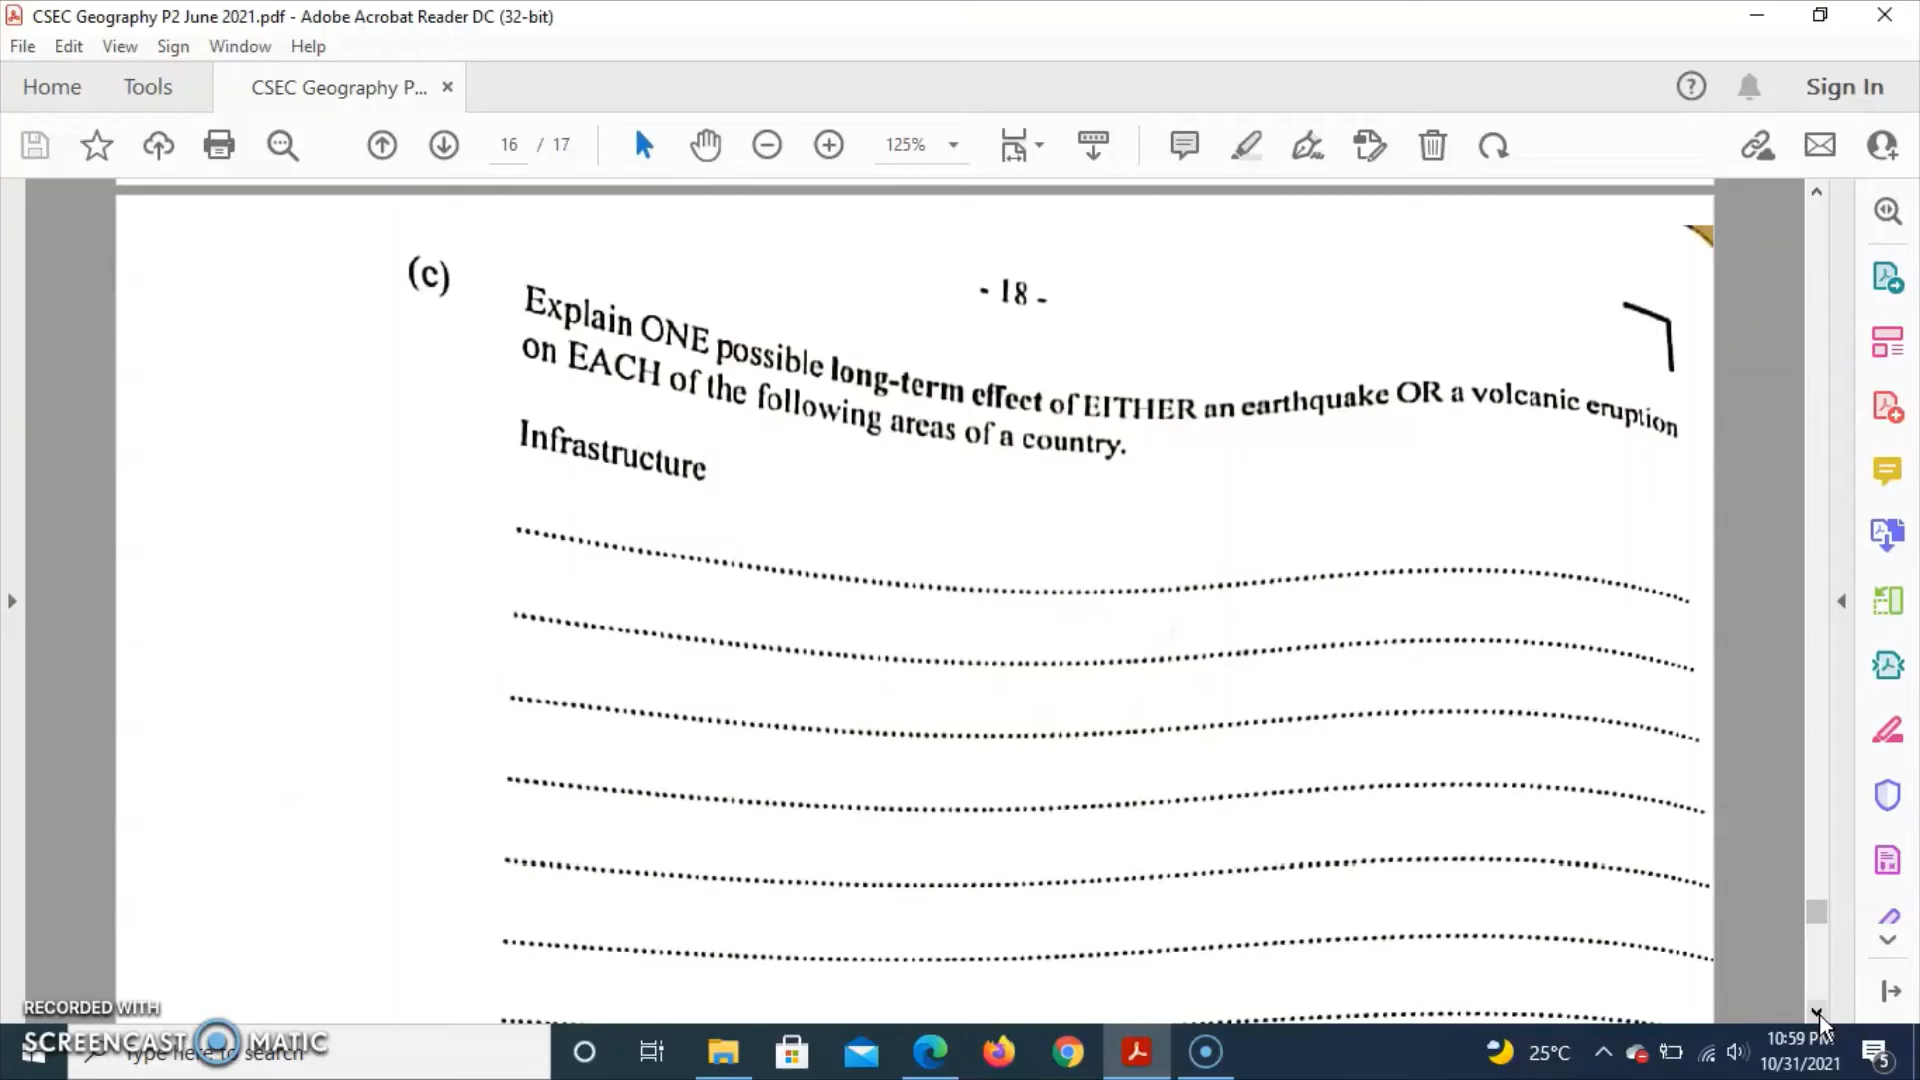 CSEC Geography P2 June 2021.pdf - Adobe Acrobat Reader DC (32-bit)
File Edit View Sign Window Help
Home Tools CSEC Geography P... Sign In
16 / 17 125%
- 18 -
(c) Explain ONE possible long-term effect of EITHER an earthquake OR a volcanic eruption
on EACH of the following areas of a country.
Infrastructure
RECORDED WITH
SCREENCAST MATIC
Type here to search
25°C
10:59 PM
10/31/2021
5